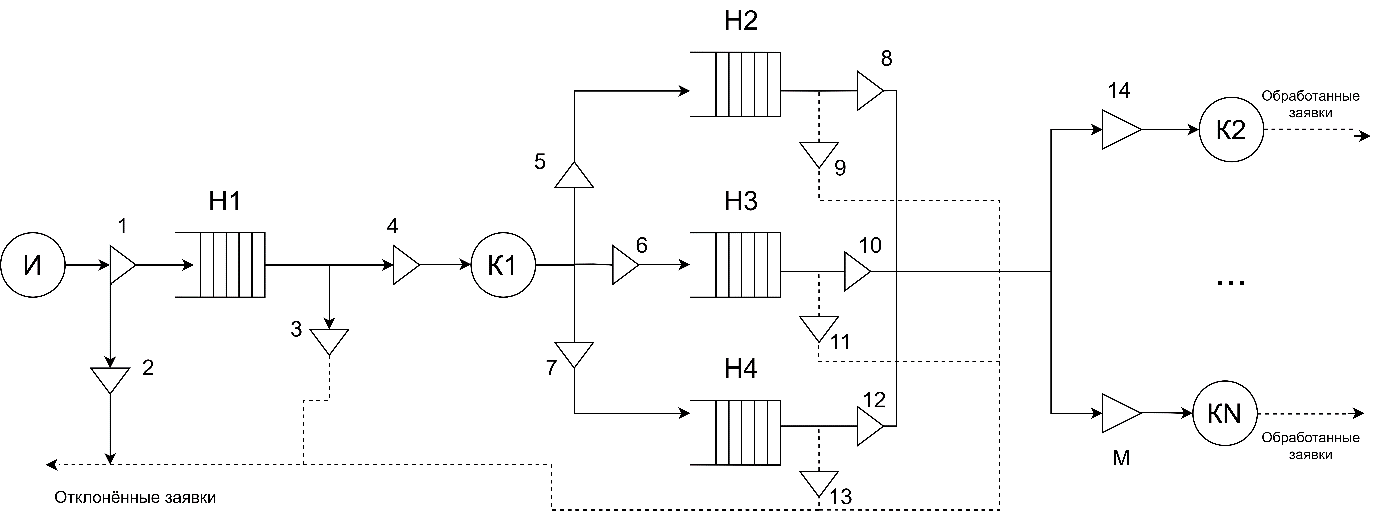 Н2
8
14
Обработанные
заявки
К2
5
9
Н1
Н3
1
4
6
10
И
К1
...
3
11
2
7
Н4
12
КN
Обработанные
заявки
М
13
Отклонённые заявки